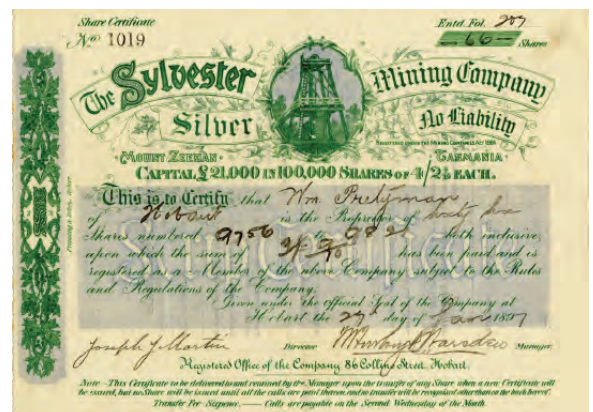 Share Certificate
No 1019
Entd. Fol. 207
66 Shares
The Sylvester Silver Mining Company
No Liability
REGISTERED UNDER THE MINING COMPANIES ACT
MOUNT ZEEHAN TASMANIA
CAPITAL £21,000 IN 100,000 SHARES OF 4/2½ EACH.
This is to Certify that Wm. Pretyman
of Hobart is the Proprietor of sixty six
Shares numbered 9756 to 9821 both inclusive,
upon which the sum of has been paid and is
registered as a Member of the above Company subject to the Rules
and Regulations of the Company.
Given under the official Seal of the Company at
Hobart the 27th day of Jan 1897
Joseph J. Martin Director Manager.
Registered Office of the Company 86 Collins Street, Hobart.
Note - This Certificate to be delivered to and retained by the Manager upon the transfer of any Share when a new Certificate will
be issued, but no Share will be issued until all the calls are paid thereon, and no transfer will be recognised other than on the back hereof.
Transfer Fee Sixpence. Calls are payable on the Second Wednesday of the Month.